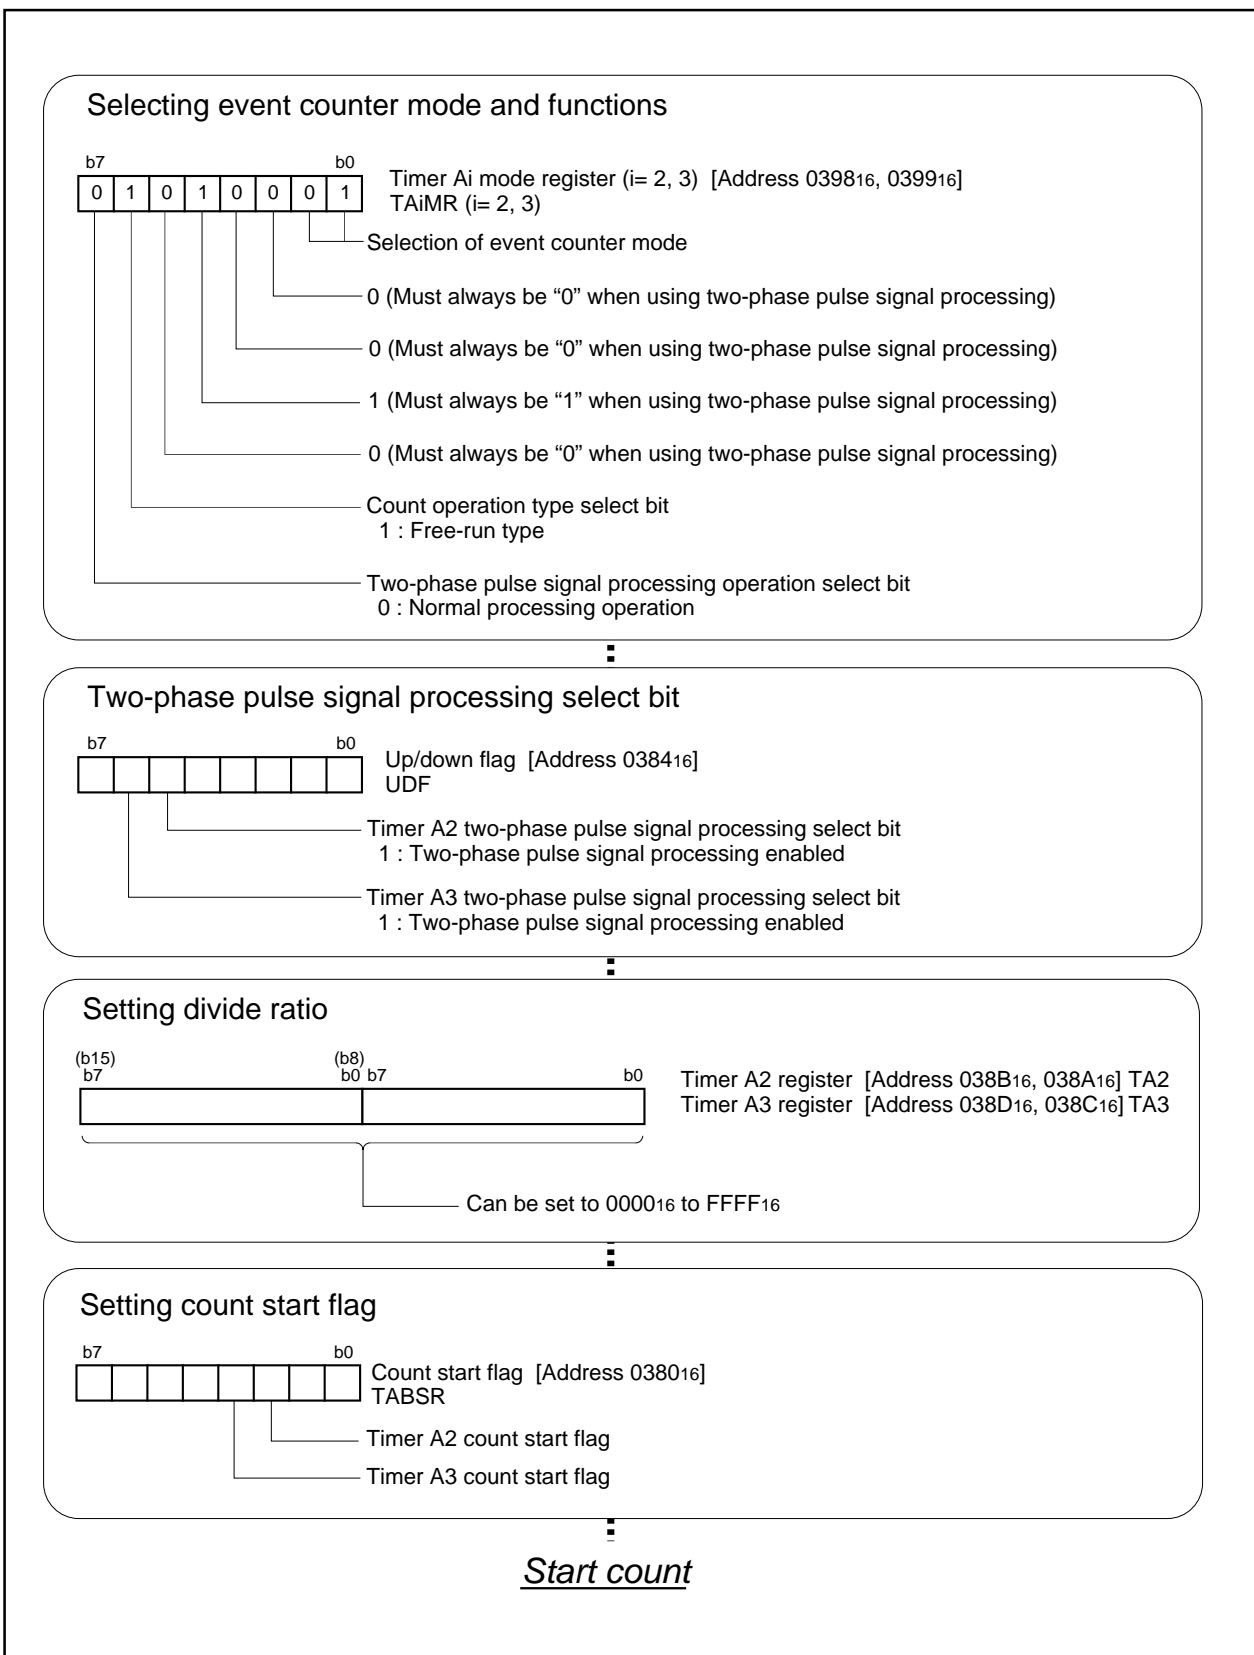 Selecting event counter mode and functions
b7 b0
0 1 0 1 0 0 0 1
Timer Ai mode register (i= 2, 3) [Address 039816, 039916]
TAiMR (i= 2, 3)
Selection of event counter mode
0 (Must always be “0” when using two-phase pulse signal processing)
0 (Must always be “0” when using two-phase pulse signal processing)
1 (Must always be “1” when using two-phase pulse signal processing)
0 (Must always be “0” when using two-phase pulse signal processing)
Count operation type select bit
1 : Free-run type
Two-phase pulse signal processing operation select bit
0 : Normal processing operation
Two-phase pulse signal processing select bit
b7 b0
Up/down flag [Address 038416]
UDF
Timer A2 two-phase pulse signal processing select bit
1 : Two-phase pulse signal processing enabled
Timer A3 two-phase pulse signal processing select bit
1 : Two-phase pulse signal processing enabled
Setting divide ratio
(b15) (b8)
b7 b0 b7 b0
Timer A2 register [Address 038B16, 038A16] TA2
Timer A3 register [Address 038D16, 038C16] TA3
Can be set to 000016 to FFFF16
Setting count start flag
b7 b0
Count start flag [Address 038016]
TABSR
Timer A2 count start flag
Timer A3 count start flag
Start count